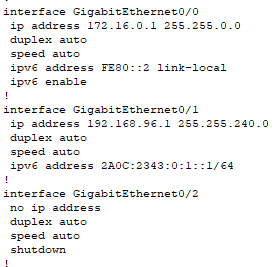 interface GigabitEthernet0/0
 ip address 172.16.0.1 255.255.0.0
 duplex auto
 speed auto
 ipv6 address FE80::2 link-local
 ipv6 enable
!
interface GigabitEthernet0/1
 ip address 192.168.96.1 255.255.240.0
 duplex auto
 speed auto
 ipv6 address 2A0C:2343:0:1::1/64
!
interface GigabitEthernet0/2
 no ip address
 duplex auto
 speed auto
 shutdown
!